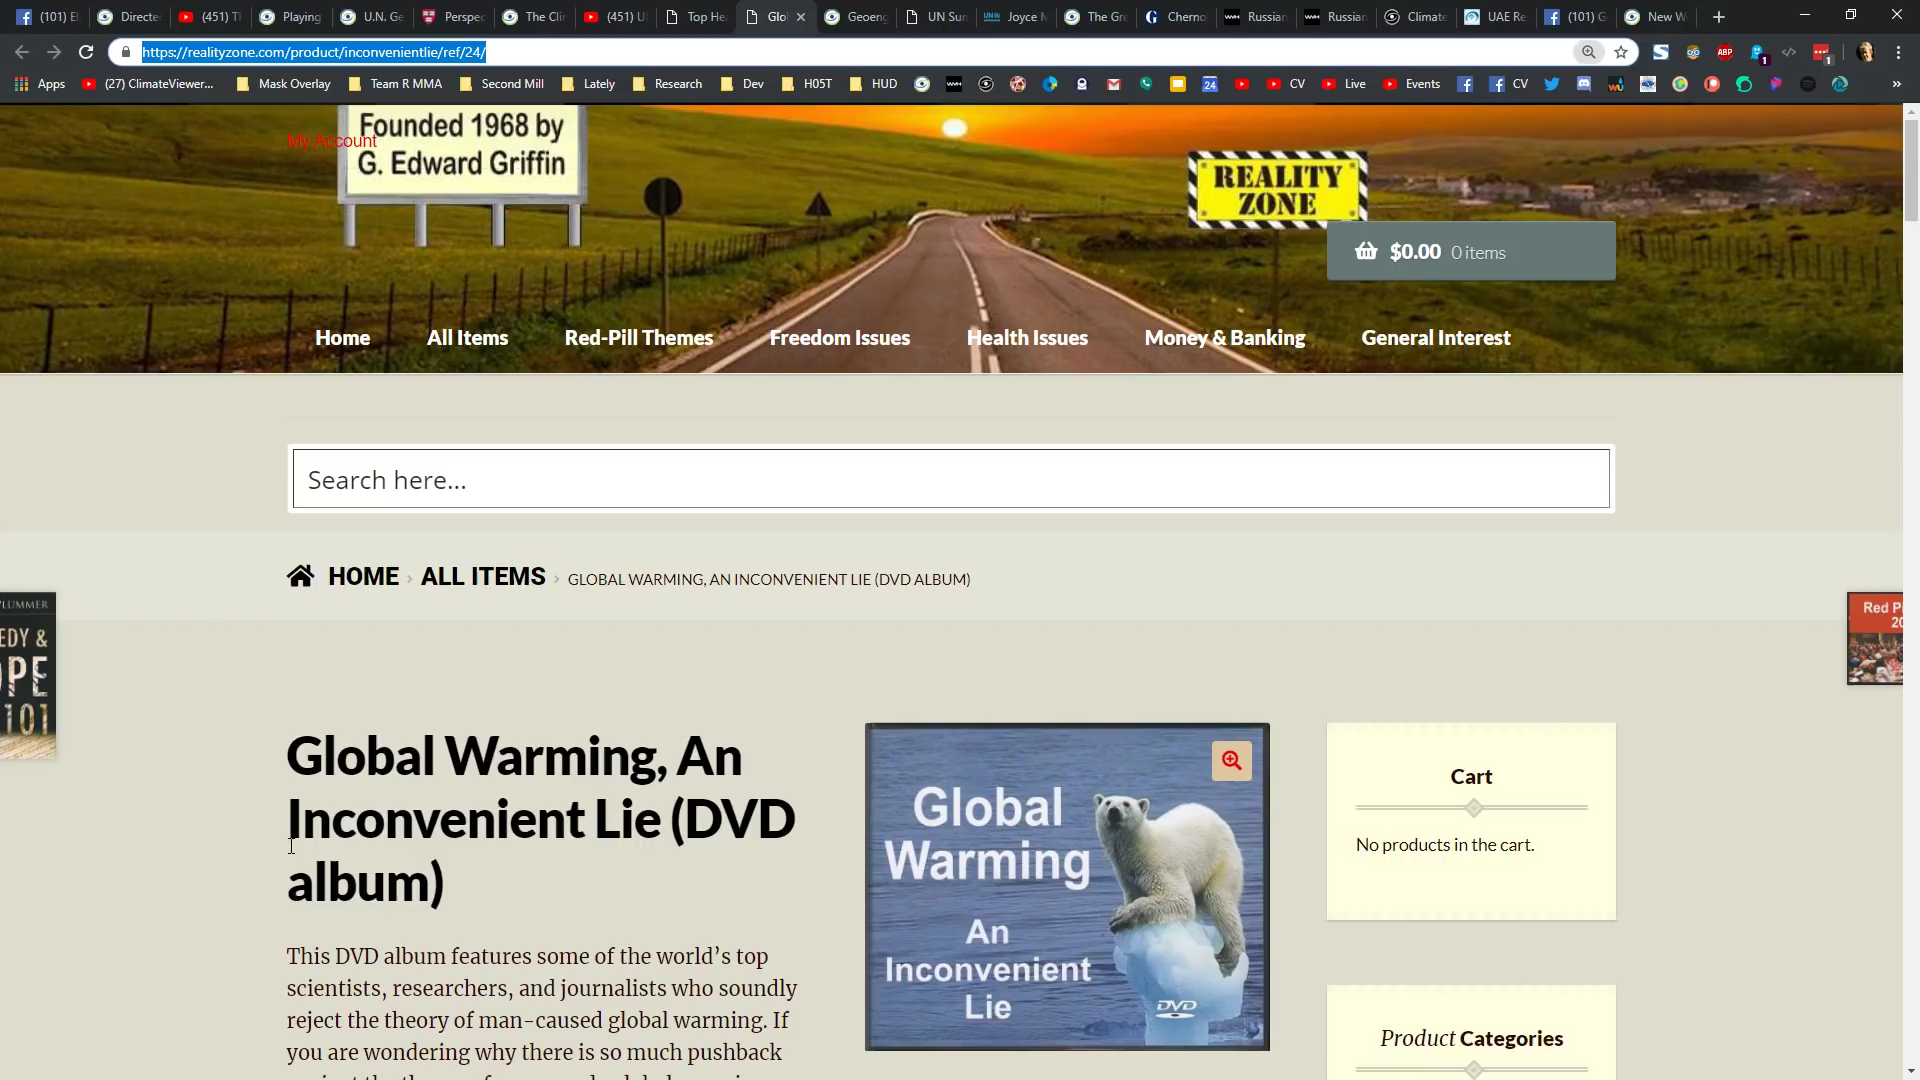 (101) E
Directe
(451) T
Playing
U.N. Ge
Perspec
The Cli
(451) U
Top He
Glo
Geoeng
UN Sun
Joyce
The Gre
Cherno
Russian
Russian
Climate
UAE Re
(101) G
New W
https://realityzone.com/product/inconvenientlie/ref/24/
Apps
(27) ClimateViewer...
Mask Overlay
Team R MMA
Second Mill
Lately
Research
Dev
H05T
HUD
24
CV
Live
Events
CV
My Account
Founded 1968 by
G. Edward Griffin
REALITY
ZONE
$0.00 0 items
Home
All Items
Red-Pill Themes
Freedom Issues
Health Issues
Money & Banking
General Interest
Search here...
HOME › ALL ITEMS › GLOBAL WARMING, AN INCONVENIENT LIE (DVD ALBUM)
PLUMMER
EDY &
OPE
101
Red P
20
Global Warming, An
Inconvenient Lie (DVD
album)
This DVD album features some of the world’s top
scientists, researchers, and journalists who soundly
reject the theory of man-caused global warming. If
you are wondering why there is so much pushback
Global
Warming
An
Inconvenient
Lie
DVD
Cart
No products in the cart.
Product Categories